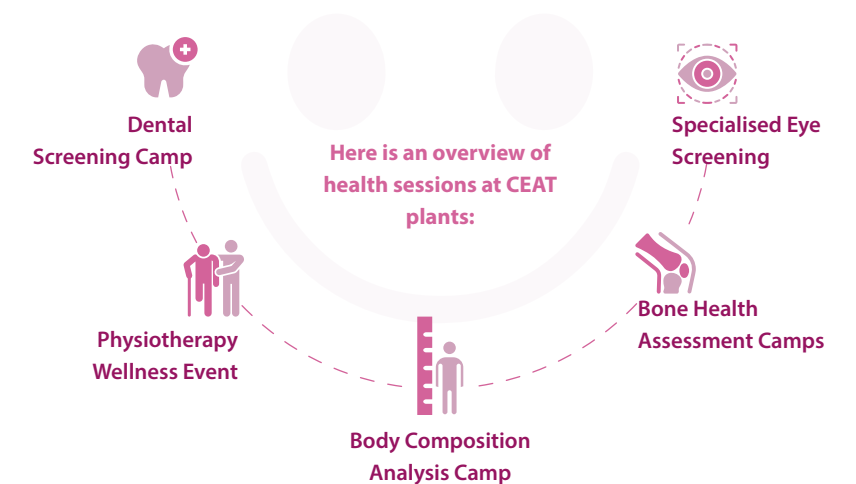 Here is an overview of
health sessions at CEAT
plants:
Dental
Screening Camp
Physiotherapy
Wellness Event
Body Composition
Analysis Camp
Bone Health
Assessment Camps
Specialised Eye
Screening